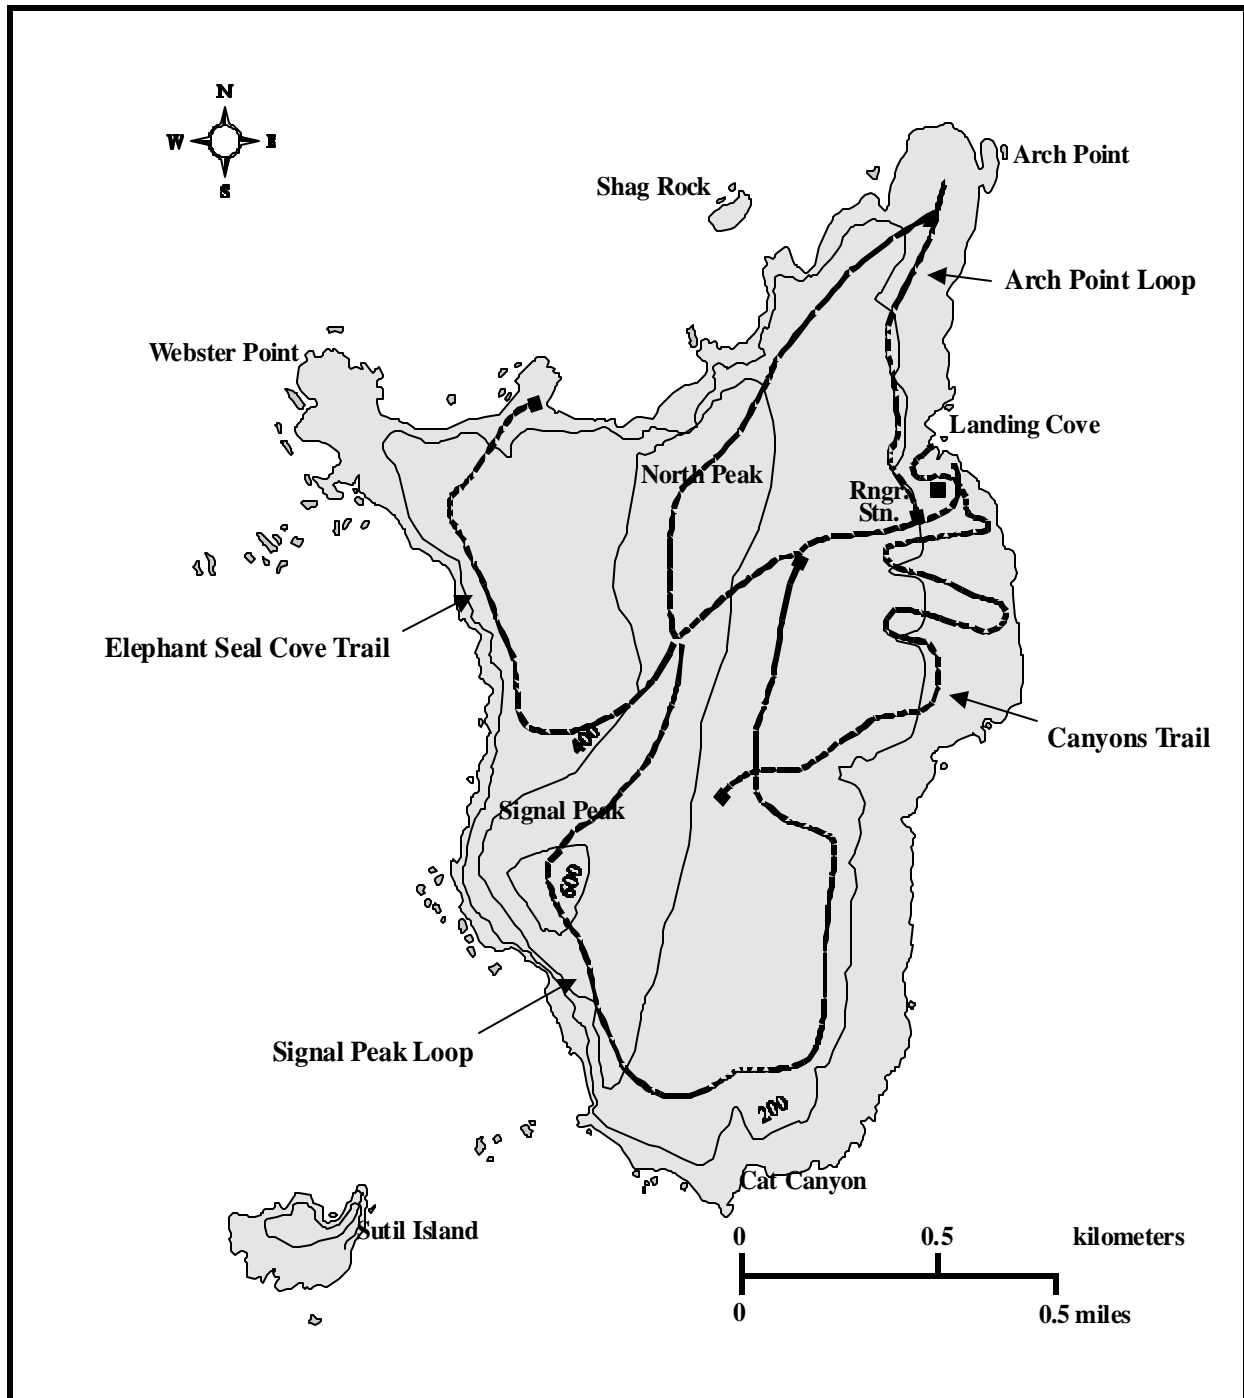 N
W E
S
Arch Point
Shag Rock
Arch Point Loop
Webster Point
Landing Cove
North Peak
Rngr.
Stn.
Elephant Seal Cove Trail
Canyons Trail
400
Signal Peak
600
Signal Peak Loop
200
Cat Canyon
Sutil Island
0 0.5 kilometers
0 0.5 miles